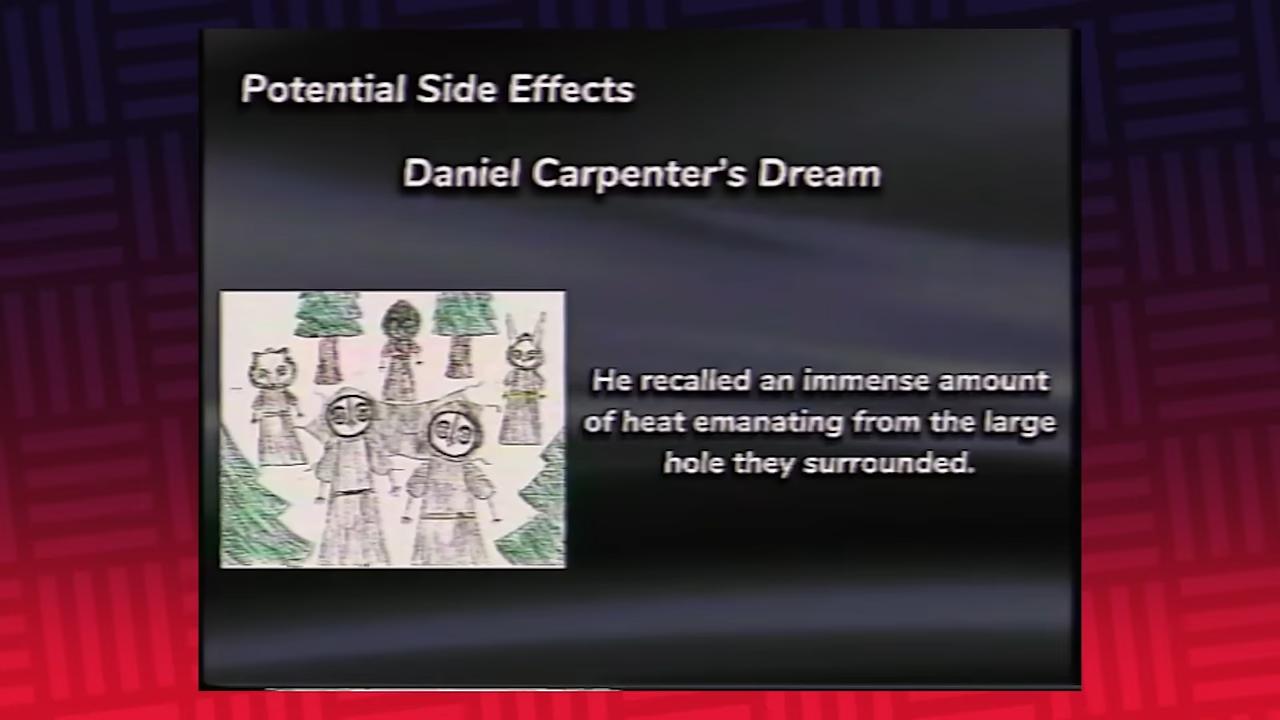 Potential Side Effects
Daniel Carpenter's Dream
He recalled an immense amount
of heat emanating from the large
hole they surrounded.